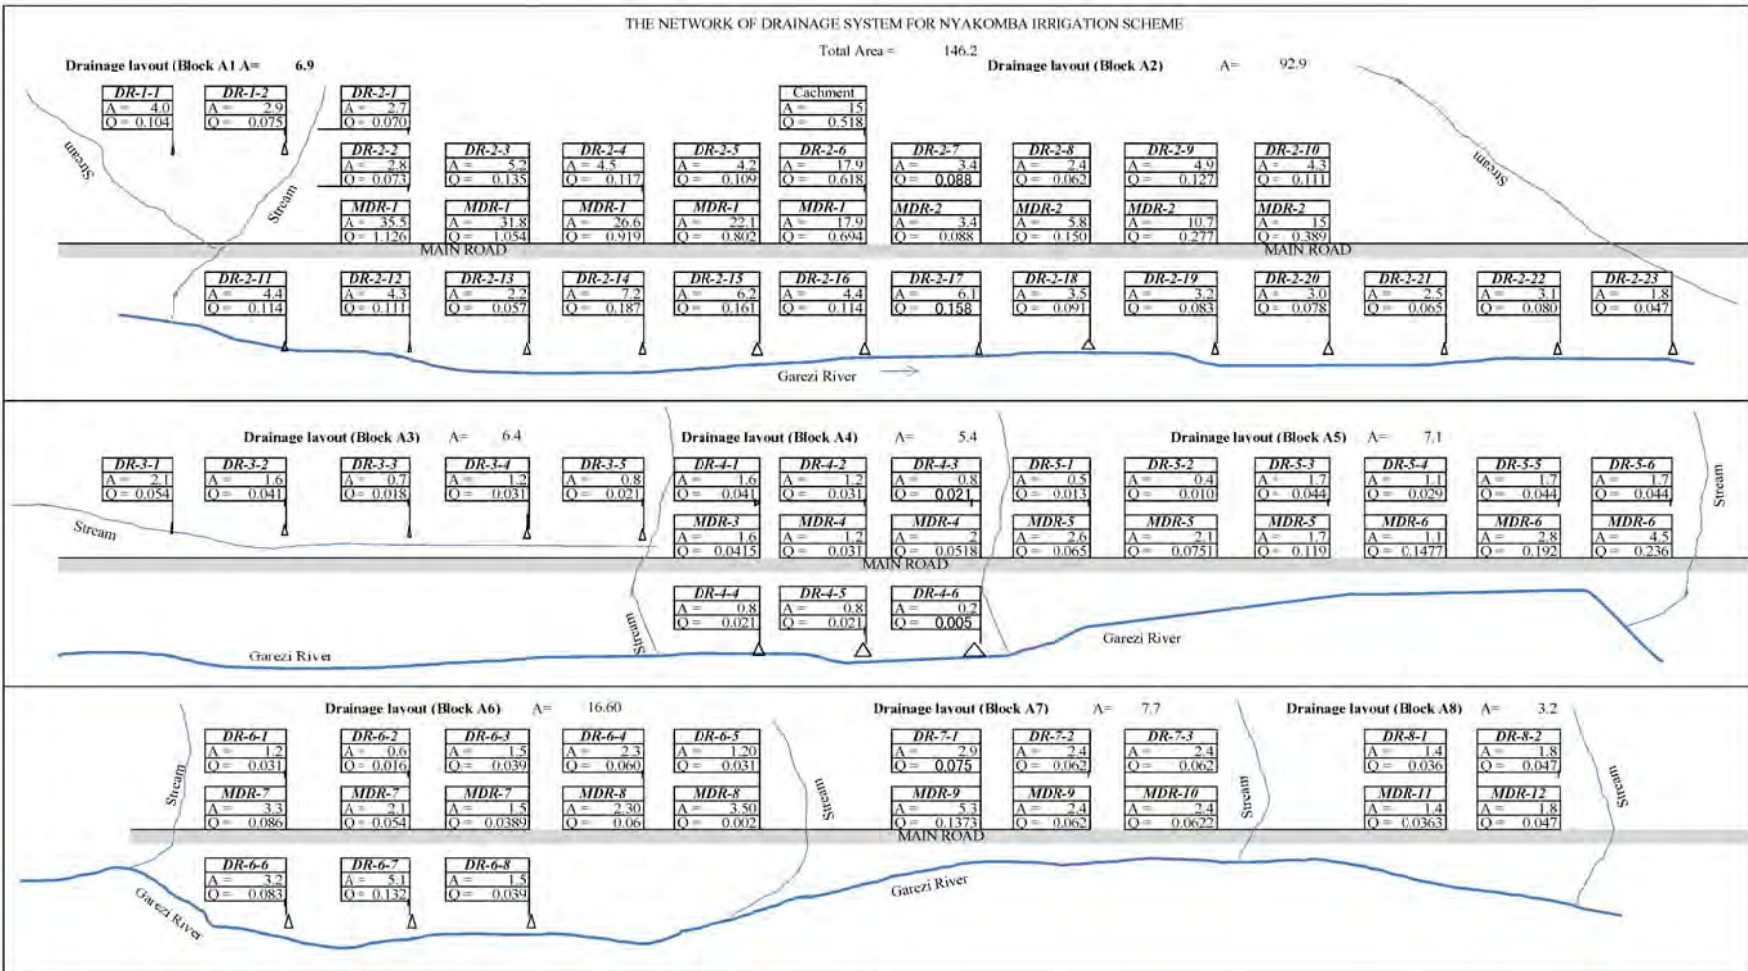 THE NETWORK OF DRAINAGE SYSTEM FOR NYAKOMBA IRRIGATION SCHEME
Total Area = 146.2
Drainage layout (Block A1 A= 6.9
Drainage layout (Block A2) A= 92.9
DR-1-1 DR-1-2 DR-2-1 Cachment
A = 4.0 A = 2.9 A = 2.7 A = 15
Q = 0.104 Q = 0.075 Q = 0.070 Q = 0.518
DR-2-2 DR-2-3 DR-2-4 DR-2-5 DR-2-6 DR-2-7 DR-2-8 DR-2-9 DR-2-10
A = 2.8 A = 5.2 A = 4.5 A = 4.2 A = 17.9 A = 3.4 A = 2.4 A = 4.9 A = 4.3
Q = 0.073 Q = 0.135 Q = 0.117 Q = 0.109 Q = 0.618 Q = 0.088 Q = 0.062 Q = 0.127 Q = 0.111
Stream Stream Stream
MDR-1 MDR-1 MDR-1 MDR-1 MDR-1 MDR-2 MDR-2 MDR-2 MDR-2
A = 35.5 A = 31.8 A = 26.6 A = 22.1 A = 17.9 A = 3.4 A = 5.8 A = 10.7 A = 15
Q = 1.126 Q = 1.054 Q = 0.919 Q = 0.802 Q = 0.694 Q = 0.088 Q = 0.150 Q = 0.277 Q = 0.389
MAIN ROAD MAIN ROAD
DR-2-11 DR-2-12 DR-2-13 DR-2-14 DR-2-15 DR-2-16 DR-2-17 DR-2-18 DR-2-19 DR-2-20 DR-2-21 DR-2-22 DR-2-23
A = 4.4 A = 4.3 A = 2.2 A = 7.2 A = 6.2 A = 4.4 A = 6.1 A = 3.5 A = 3.2 A = 3.0 A = 2.5 A = 3.1 A = 1.8
Q = 0.114 Q = 0.111 Q = 0.057 Q = 0.187 Q = 0.161 Q = 0.114 Q = 0.158 Q = 0.091 Q = 0.083 Q = 0.078 Q = 0.065 Q = 0.080 Q = 0.047
Garezi River
Drainage layout (Block A3) A= 6.4 Drainage layout (Block A4) A= 5.4 Drainage layout (Block A5) A= 7.1
DR-3-1 DR-3-2 DR-3-3 DR-3-4 DR-3-5 DR-4-1 DR-4-2 DR-4-3 DR-5-1 DR-5-2 DR-5-3 DR-5-4 DR-5-5 DR-5-6
A = 2.1 A = 1.6 A = 0.7 A = 1.2 A = 0.8 A = 1.6 A = 1.2 A = 0.8 A = 0.5 A = 0.4 A = 1.7 A = 1.1 A = 1.7 A = 1.7
Q = 0.054 Q = 0.041 Q = 0.018 Q = 0.031 Q = 0.021 Q = 0.041 Q = 0.031 Q = 0.021 Q = 0.013 Q = 0.010 Q = 0.044 Q = 0.029 Q = 0.044 Q = 0.044
Stream Stream
MDR-3 MDR-4 MDR-4 MDR-5 MDR-5 MDR-5 MDR-6 MDR-6 MDR-6
A = 1.6 A = 1.2 A = 2 A = 2.6 A = 2.1 A = 1.7 A = 1.1 A = 2.8 A = 4.5
Q = 0.0415 Q = 0.031 Q = 0.0518 Q = 0.065 Q = 0.0751 Q = 0.119 Q = 0.1477 Q = 0.192 Q = 0.236
MAIN ROAD
DR-4-4 DR-4-5 DR-4-6
A = 0.8 A = 0.8 A = 0.2
Q = 0.021 Q = 0.021 Q = 0.005
Stream
Garezi River Garezi River
Drainage layout (Block A6) A= 16.60 Drainage layout (Block A7) A= 7.7 Drainage layout (Block A8) A= 3.2
DR-6-1 DR-6-2 DR-6-3 DR-6-4 DR-6-5 DR-7-1 DR-7-2 DR-7-3 DR-8-1 DR-8-2
A = 1.2 A = 0.6 A = 1.5 A = 2.3 A = 1.20 A = 2.9 A = 2.4 A = 2.4 A = 1.4 A = 1.8
Q = 0.031 Q = 0.016 Q = 0.039 Q = 0.060 Q = 0.031 Q = 0.075 Q = 0.062 Q = 0.062 Q = 0.036 Q = 0.047
Stream Stream Stream Stream
MDR-7 MDR-7 MDR-7 MDR-8 MDR-8 MDR-9 MDR-9 MDR-10 MDR-11 MDR-12
A = 3.3 A = 2.1 A = 1.5 A = 2.30 A = 3.50 A = 5.3 A = 2.4 A = 2.4 A = 1.4 A = 1.8
Q = 0.086 Q = 0.054 Q = 0.0389 Q = 0.06 Q = 0.002 Q = 0.1373 Q = 0.062 Q = 0.0622 Q = 0.0363 Q = 0.047
MAIN ROAD
DR-6-6 DR-6-7 DR-6-8
A = 3.2 A = 5.1 A = 1.5
Q = 0.083 Q = 0.132 Q = 0.039
Garezi River Garezi River